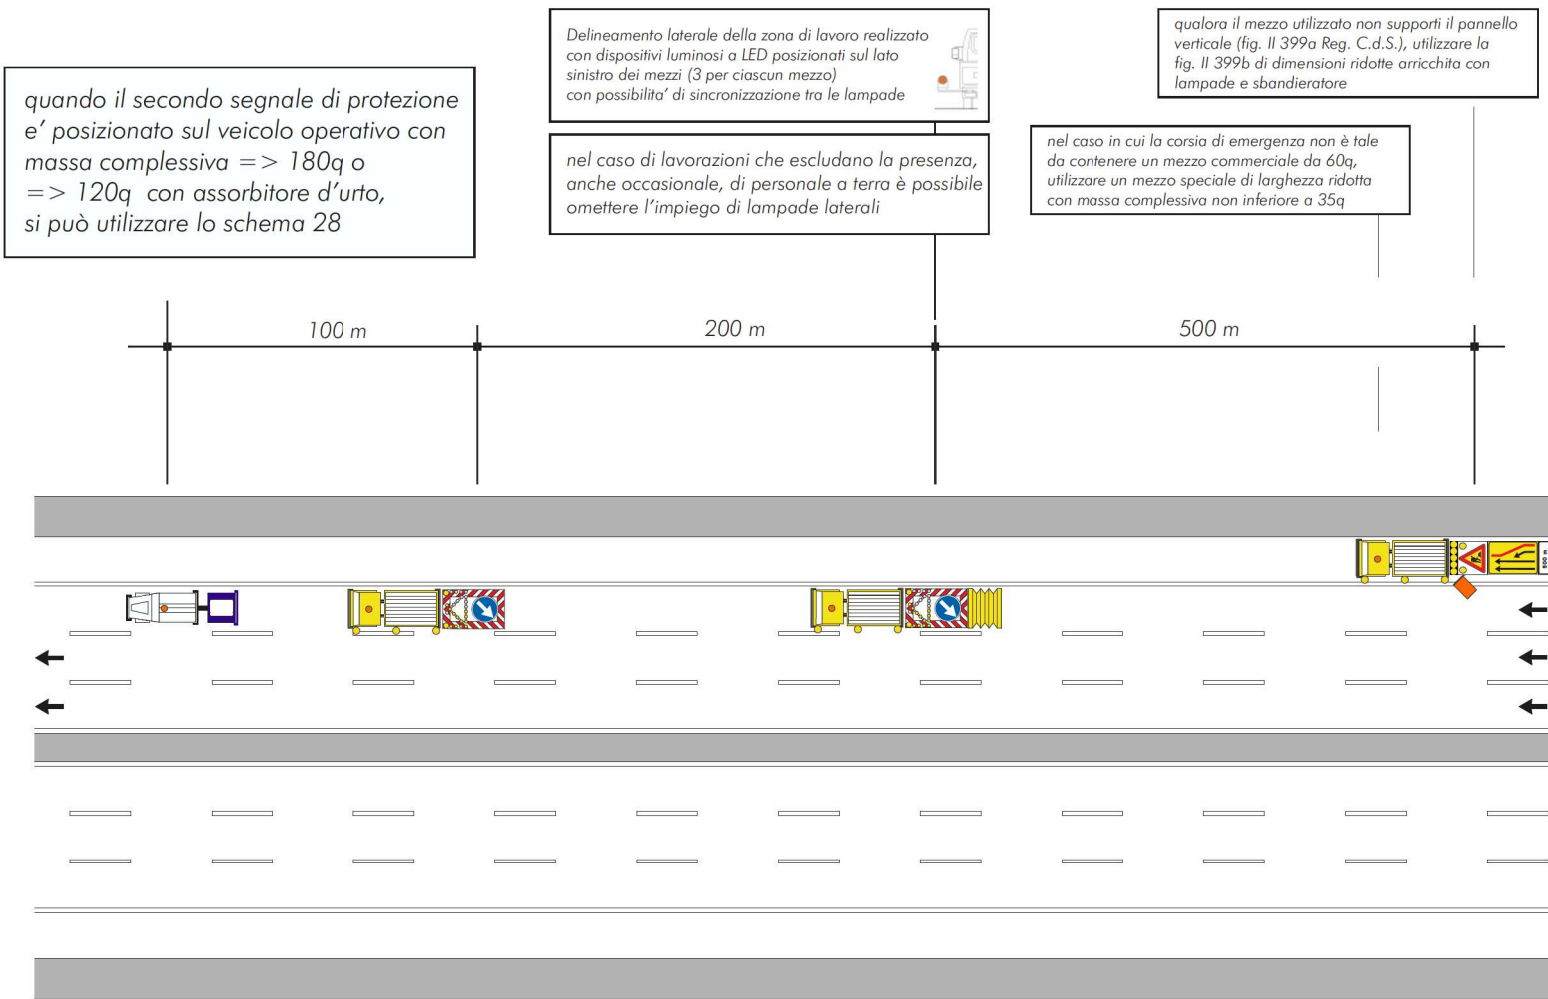 Delineamento laterale della zona di lavoro realizzato
con dispositivi luminosi a LED posizionati sul lato
sinistro dei mezzi (3 per ciascun mezzo)
con possibilita' di sincronizzazione tra le lampade
qualora il mezzo utilizzato non supporti il pannello
verticale (fig. II 399a Reg. C.d.S.), utilizzare la
fig. II 399b di dimensioni ridotte arricchita con
lampade e sbandieratore
quando il secondo segnale di protezione
e' posizionato sul veicolo operativo con
massa complessiva => 180q o
=> 120q con assorbitore d'urto,
si può utilizzare lo schema 28
nel caso di lavorazioni che escludano la presenza,
anche occasionale, di personale a terra è possibile
omettere l'impiego di lampade laterali
nel caso in cui la corsia di emergenza non è tale
da contenere un mezzo commerciale da 60q,
utilizzare un mezzo speciale di larghezza ridotta
con massa complessiva non inferiore a 35q
100 m
200 m
500 m
500 m